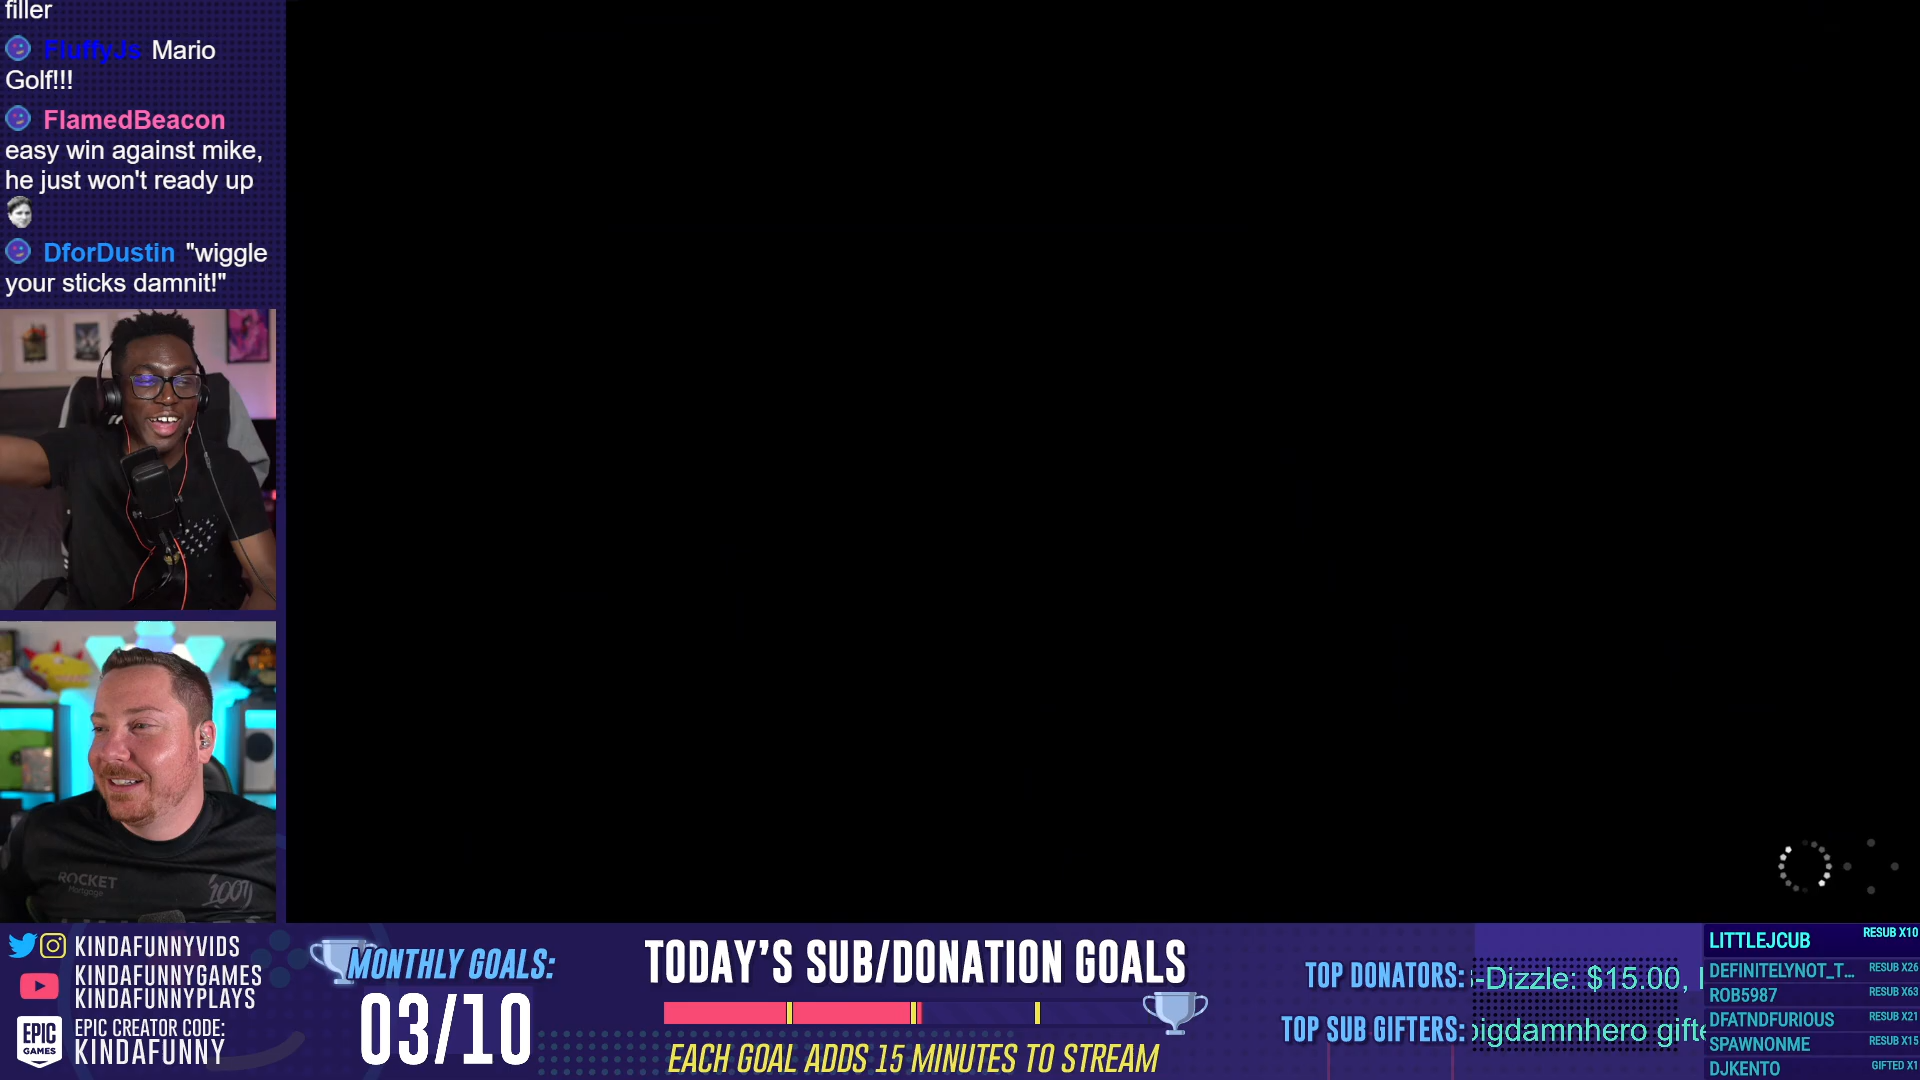 filler
FluffyJs Mario
Golf!!!
FlamedBeacon
easy win against mike,
he just won't ready up
DforDustin "wiggle
your sticks damnit!"
ROCKET
Mortgage
100T
KINDAFUNNYVIDS
KINDAFUNNYGAMES
KINDAFUNNYPLAYS
EPIC
GAMES
EPIC CREATOR CODE:
KINDAFUNNY
MONTHLY GOALS:
03/10
TODAY'S SUB/DONATION GOALS
EACH GOAL ADDS 15 MINUTES TO STREAM
TOP DONATORS: -Dizzle: $15.00,
TOP SUB GIFTERS: bigdamnhero gifte
LITTLEJCUB RESUB X10
DEFINITELYNOT_T... RESUB X26
ROB5987 RESUB X63
DFATNDFURIOUS RESUB X21
SPAWNONME RESUB X15
DJKENTO GIFTED X1